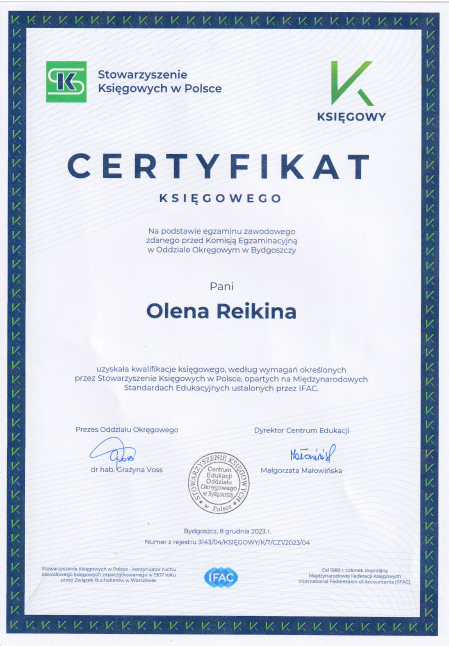 SK
Stowarzyszenie
Księgowych w Polsce
KSIĘGOWY
CERTYFIKAT
KSIĘGOWEGO
Na podstawie egzaminu zawodowego
zdanego przed Komisją Egzaminacyjną
w Oddziale Okręgowym w Bydgoszczy
Pani
Olena Reikina
uzyskała kwalifikacje księgowego, według wymagań określonych
przez Stowarzyszenie Księgowych w Polsce, opartych na Międzynarodowych
Standardach Edukacyjnych ustalonych przez IFAC.
Prezes Oddziału Okręgowego
Dyrektor Centrum Edukacji
dr hab. Grażyna Voss
Małgorzata Małowińska
STOWARZYSZENIE KSIĘGOWYCH
Centrum
Edukacji
Oddziału
Okręgowego
w Bydgoszczy
w Polsce
Bydgoszcz, 8 grudnia 2023 r.
Numer z rejestru 3143/04/KSIĘGOWY/K/7/CZ1/2023/04
Stowarzyszenie Księgowych w Polsce - kontynuator ruchu
zawodowego księgowych zapoczątkowanego w 1907 roku
przez Związek Buchalterów w Warszawie.
IFAC
Od 1989 r. członek zwyczajny
Międzynarodowej Federacji Księgowych
International Federation of Accountants (IFAC).